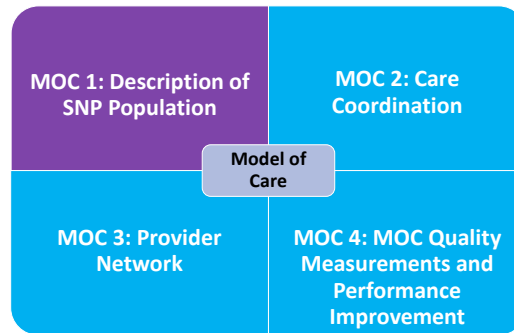 MOC 1: Description of
SNP Population
MOC 2: Care
Coordination
Model of
Care
MOC 3: Provider
Network
MOC 4: MOC Quality
Measurements and
Performance
Improvement